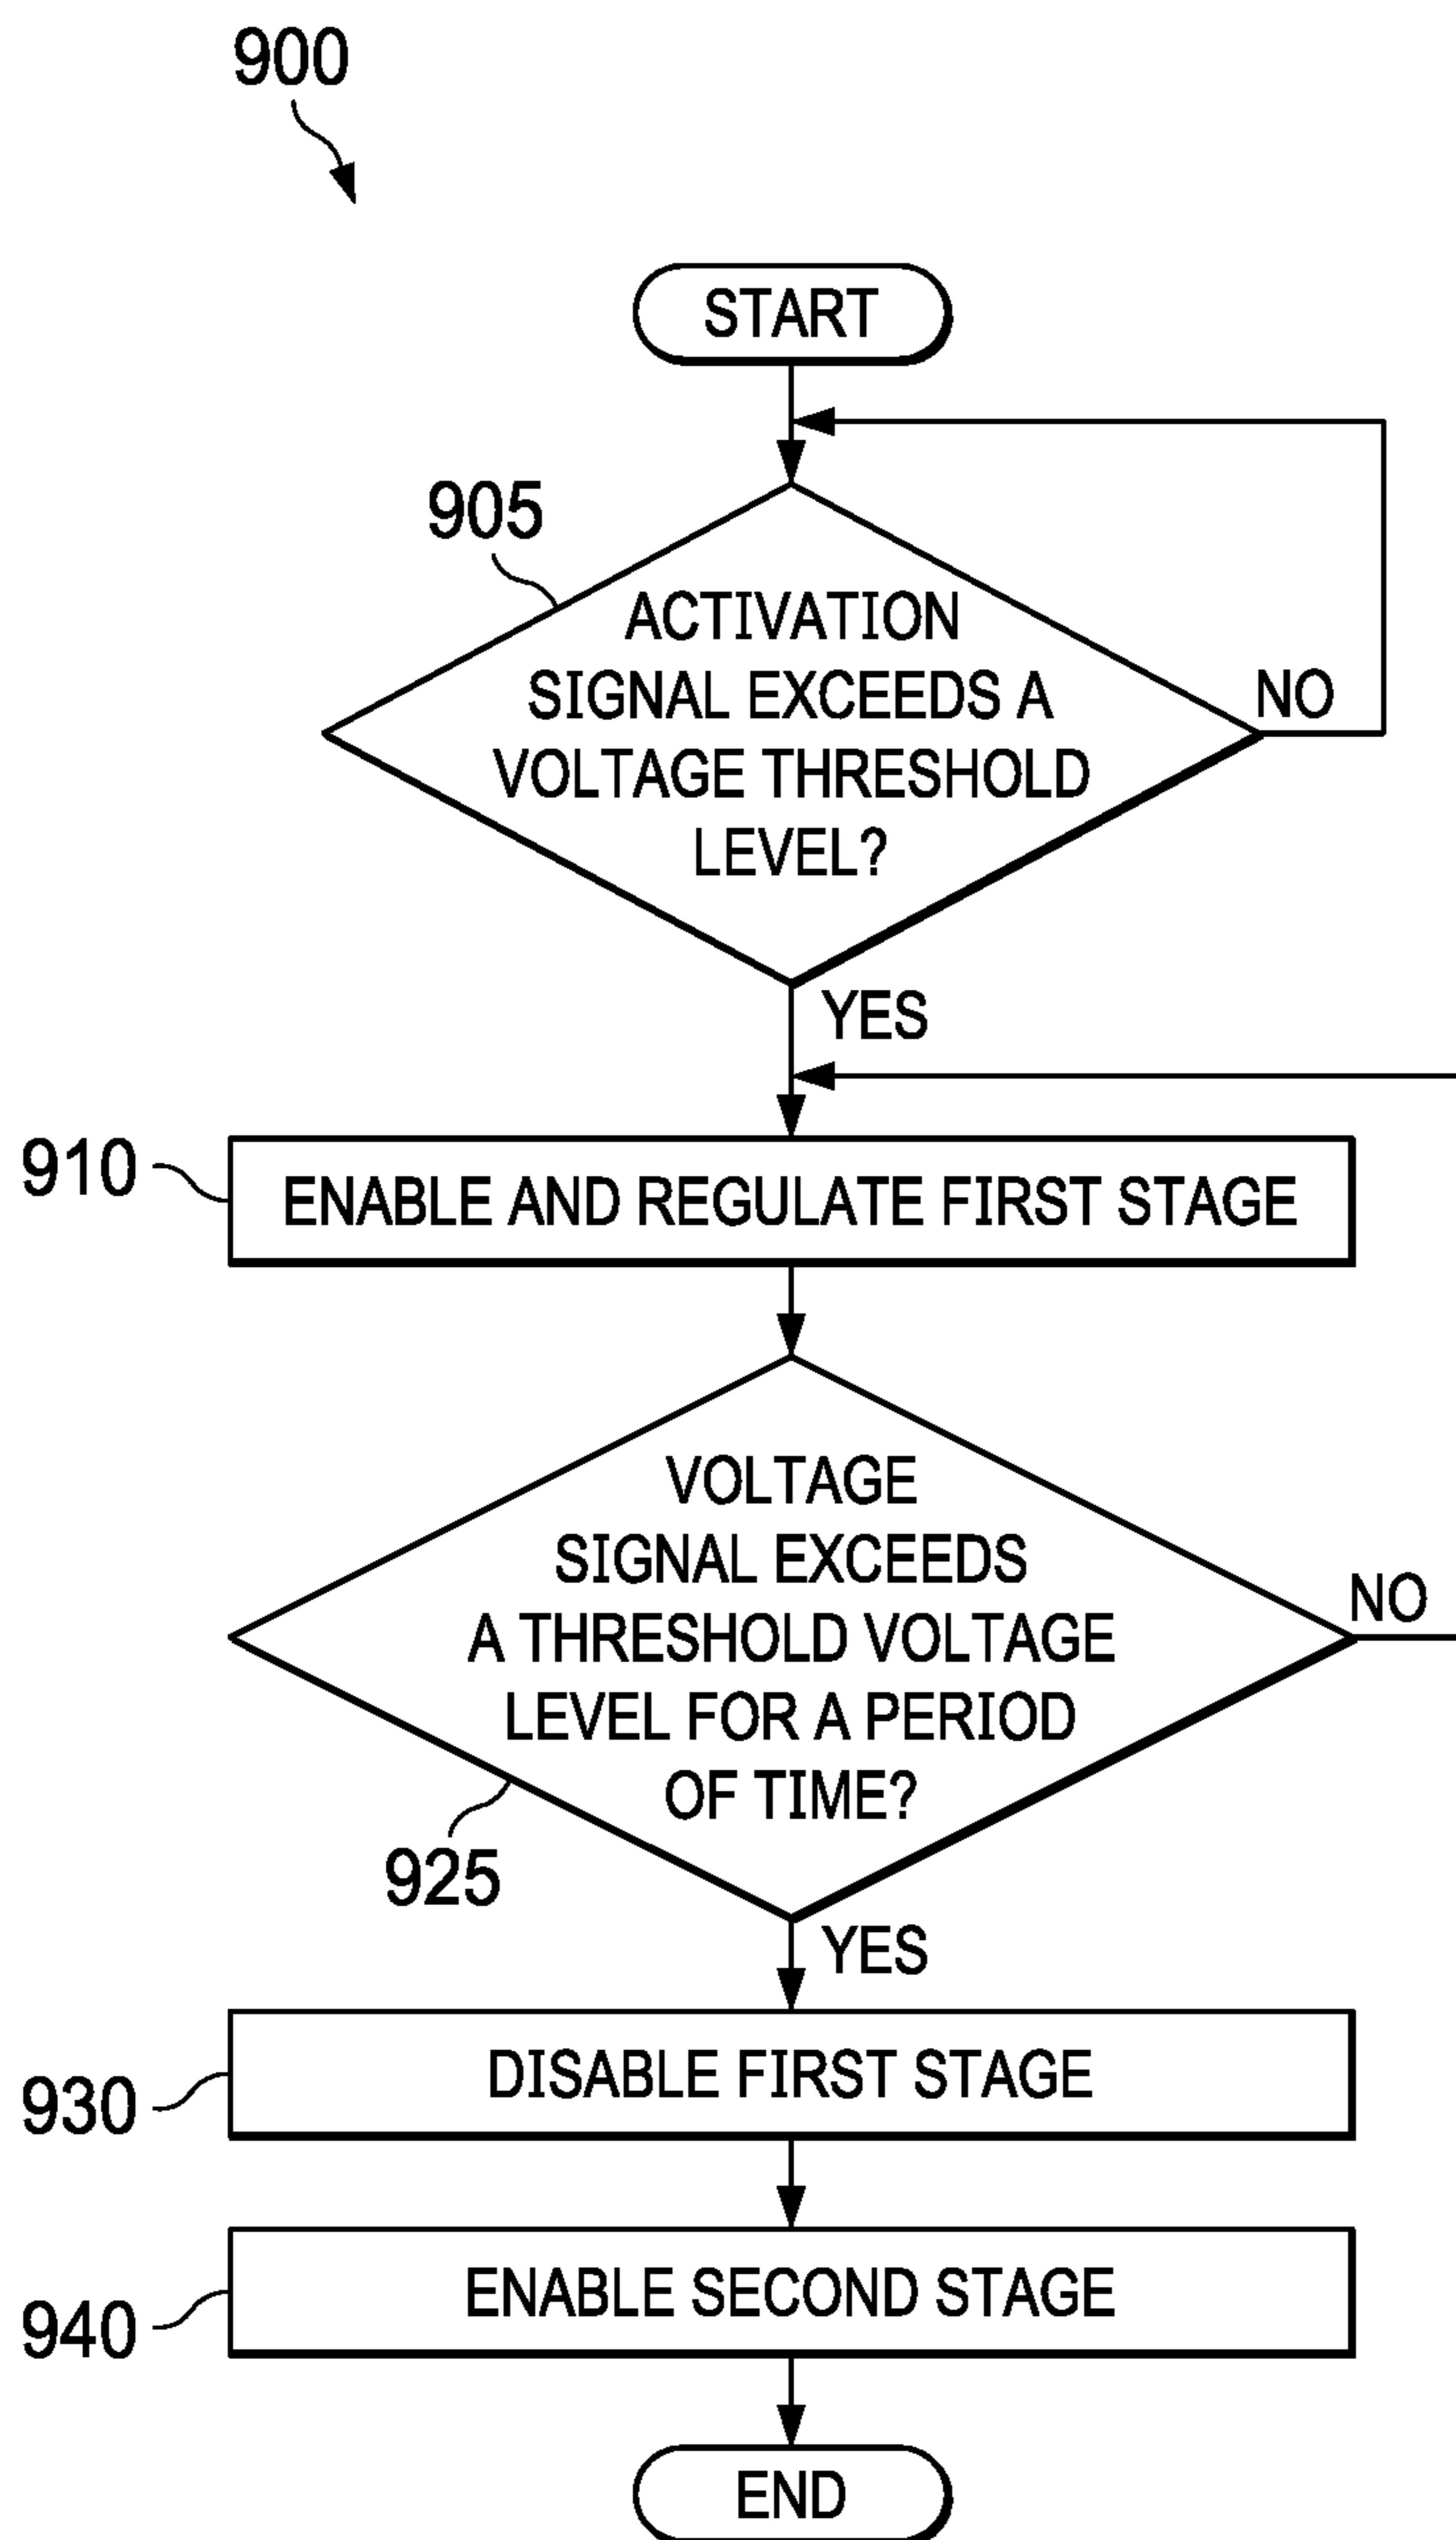 900
START
905
ACTIVATION
SIGNAL EXCEEDS A
VOLTAGE THRESHOLD
LEVEL?
NO
YES
910
ENABLE AND REGULATE FIRST STAGE
VOLTAGE
SIGNAL EXCEEDS
A THRESHOLD VOLTAGE
LEVEL FOR A PERIOD
OF TIME?
NO
925
YES
930
DISABLE FIRST STAGE
940
ENABLE SECOND STAGE
END